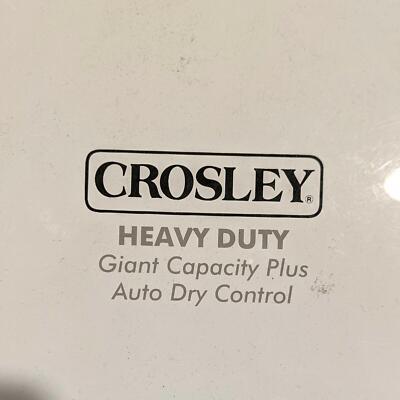 CROSLEY®
HEAVY DUTY
Giant Capacity Plus
Auto Dry Control